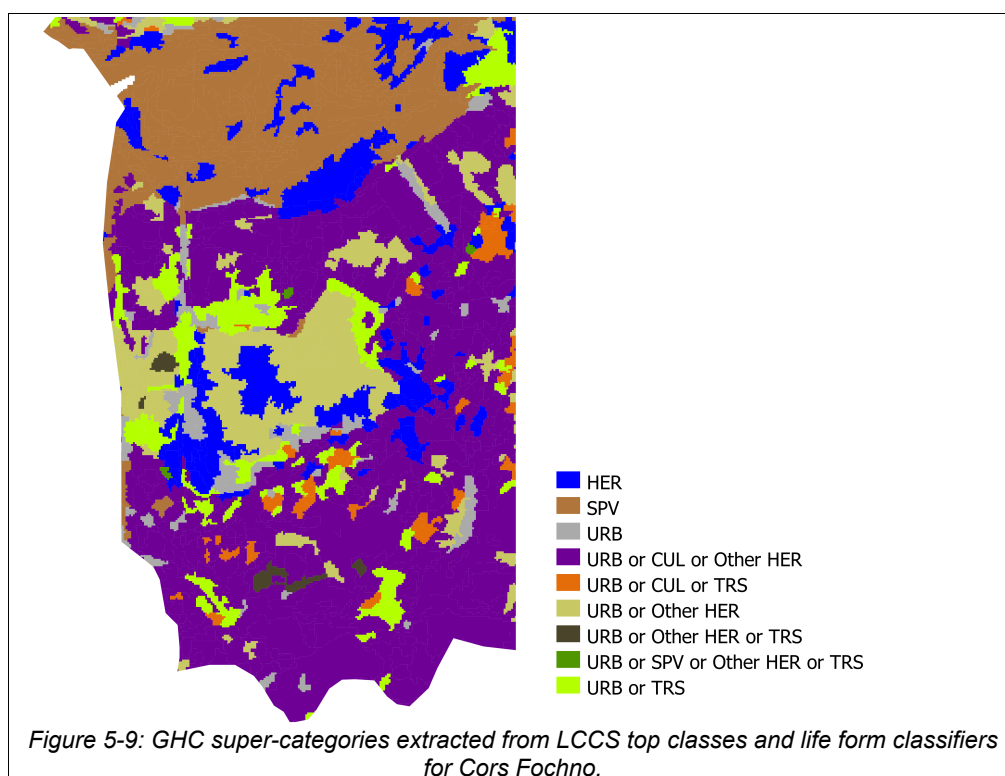 HER
SPV
URB
URB or CUL or Other HER
URB or CUL or TRS
URB or Other HER
URB or Other HER or TRS
URB or SPV or Other HER or TRS
URB or TRS
Figure 5-9: GHC super-categories extracted from LCCS top classes and life form classifiers
for Cors Fochno.